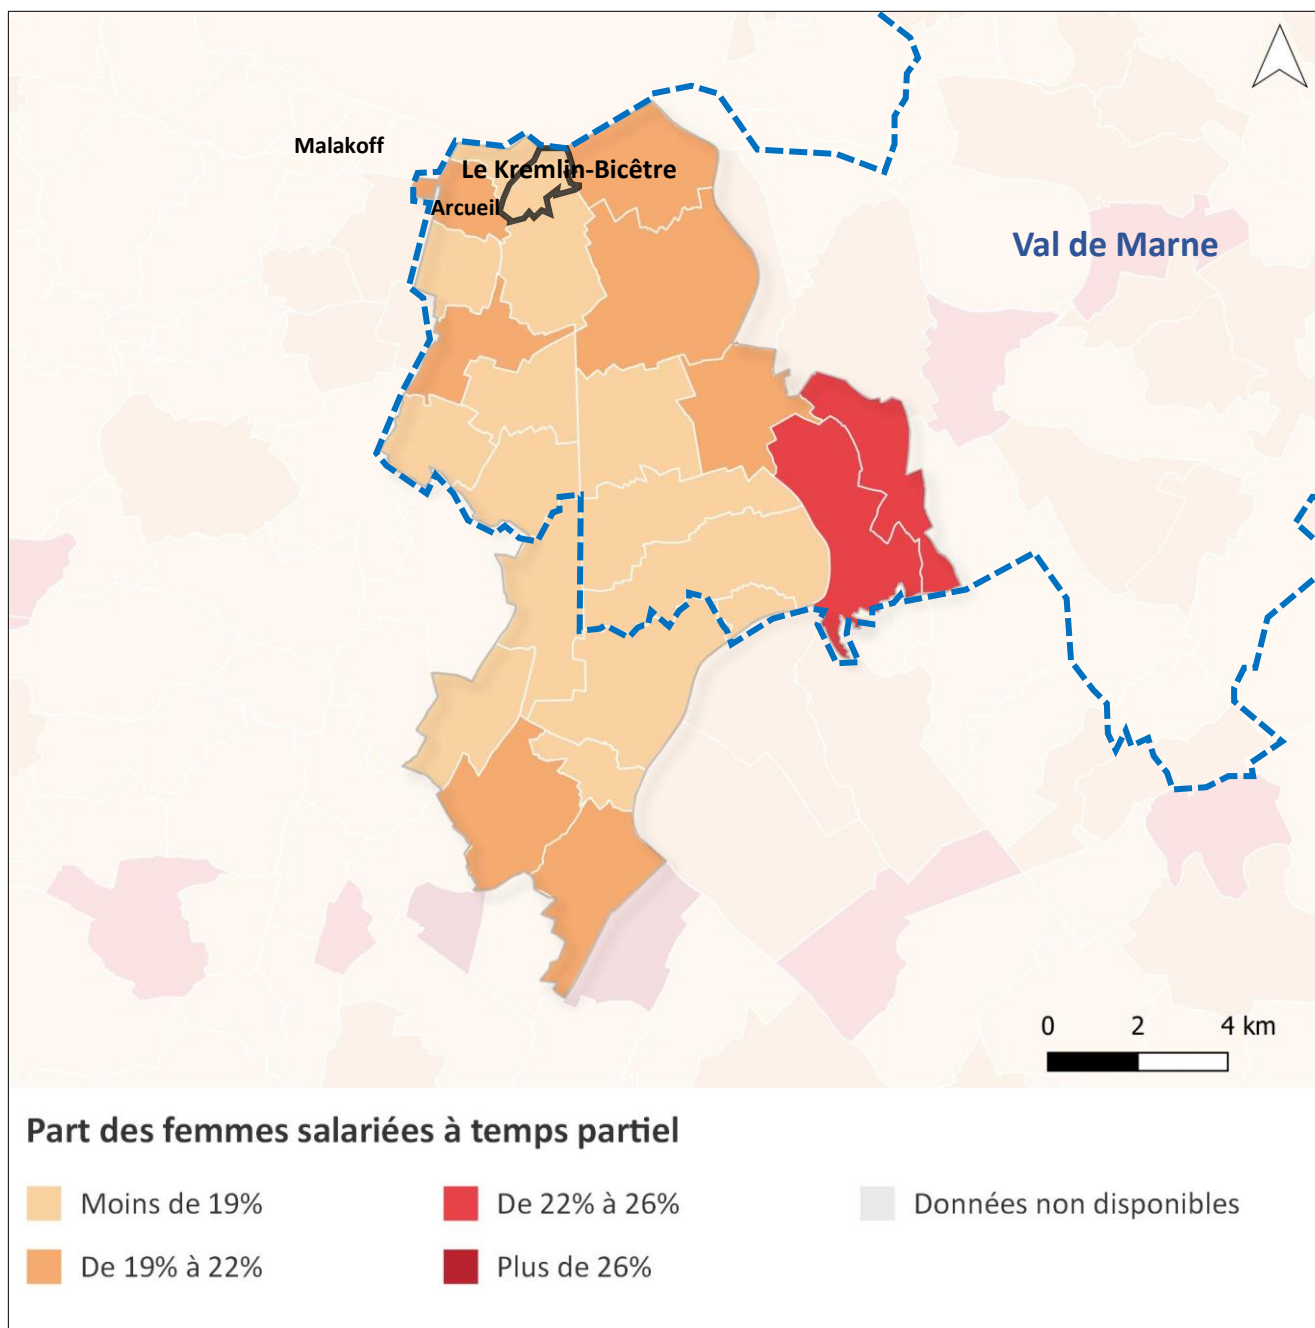 Malakoff
Le Kremlin-Bicêtre
Arcueil
Val de Marne
0 2 4 km
Part des femmes salariées à temps partiel
Moins de 19%
De 22% à 26%
Données non disponibles
De 19% à 22%
Plus de 26%